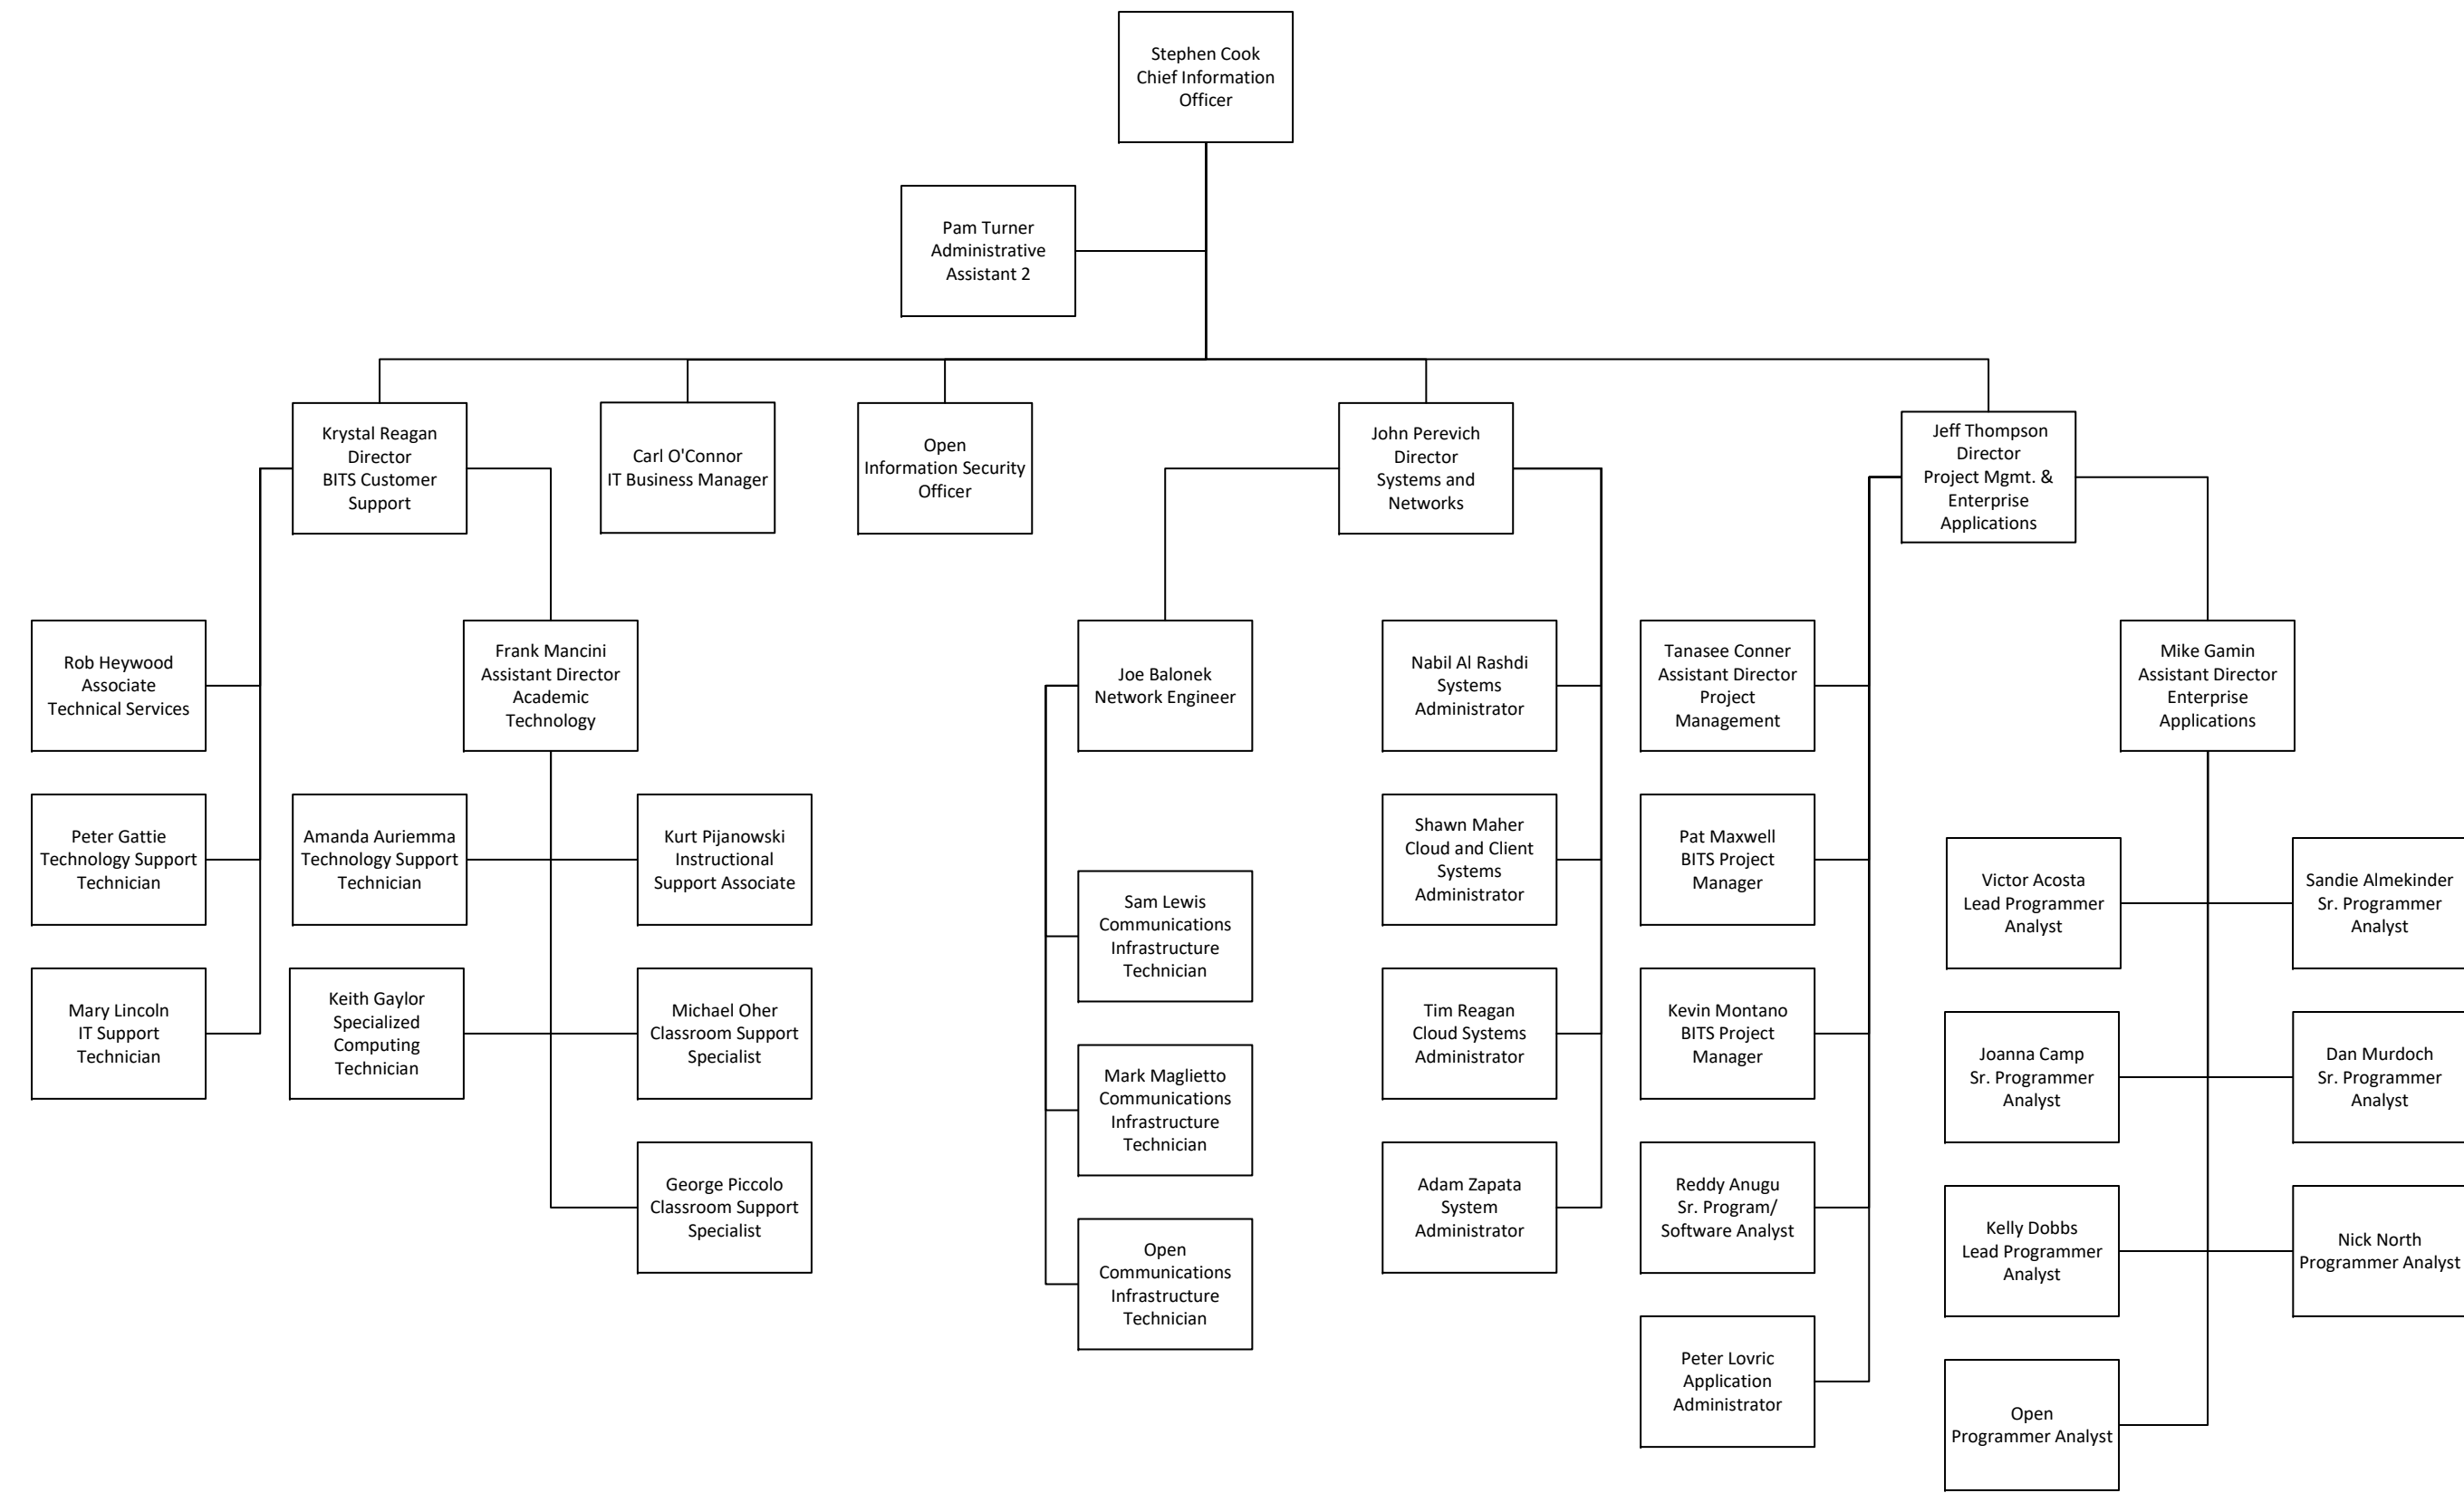 Stephen Cook
Chief Information
Officer
Pam Turner
Administrative
Assistant 2
Krystal Reagan
Director
BITS Customer
Support
Carl O'Connor
IT Business Manager
Open
Information Security
Officer
John Perevich
Director
Systems and
Networks
Jeff Thompson
Director
Project Mgmt. &
Enterprise
Applications
Rob Heywood
Associate
Technical Services
Frank Mancini
Assistant Director
Academic
Technology
Joe Balonek
Network Engineer
Nabil Al Rashdi
Systems
Administrator
Tanasee Conner
Assistant Director
Project
Management
Mike Gamin
Assistant Director
Enterprise
Applications
Peter Gattie
Technology Support
Technician
Amanda Auriemma
Technology Support
Technician
Kurt Pijanowski
Instructional
Support Associate
Sam Lewis
Communications
Infrastructure
Technician
Shawn Maher
Cloud and Client
Systems
Administrator
Pat Maxwell
BITS Project
Manager
Victor Acosta
Lead Programmer
Analyst
Sandie Almekinder
Sr. Programmer
Analyst
Mary Lincoln
IT Support
Technician
Keith Gaylor
Specialized
Computing
Technician
Michael Oher
Classroom Support
Specialist
Mark Maglietto
Communications
Infrastructure
Technician
Tim Reagan
Cloud Systems
Administrator
Kevin Montano
BITS Project
Manager
Joanna Camp
Sr. Programmer
Analyst
Dan Murdoch
Sr. Programmer
Analyst
George Piccolo
Classroom Support
Specialist
Open
Communications
Infrastructure
Technician
Adam Zapata
System
Administrator
Reddy Anugu
Sr. Program/
Software Analyst
Kelly Dobbs
Lead Programmer
Analyst
Nick North
Programmer Analyst
Peter Lovric
Application
Administrator
Open
Programmer Analyst